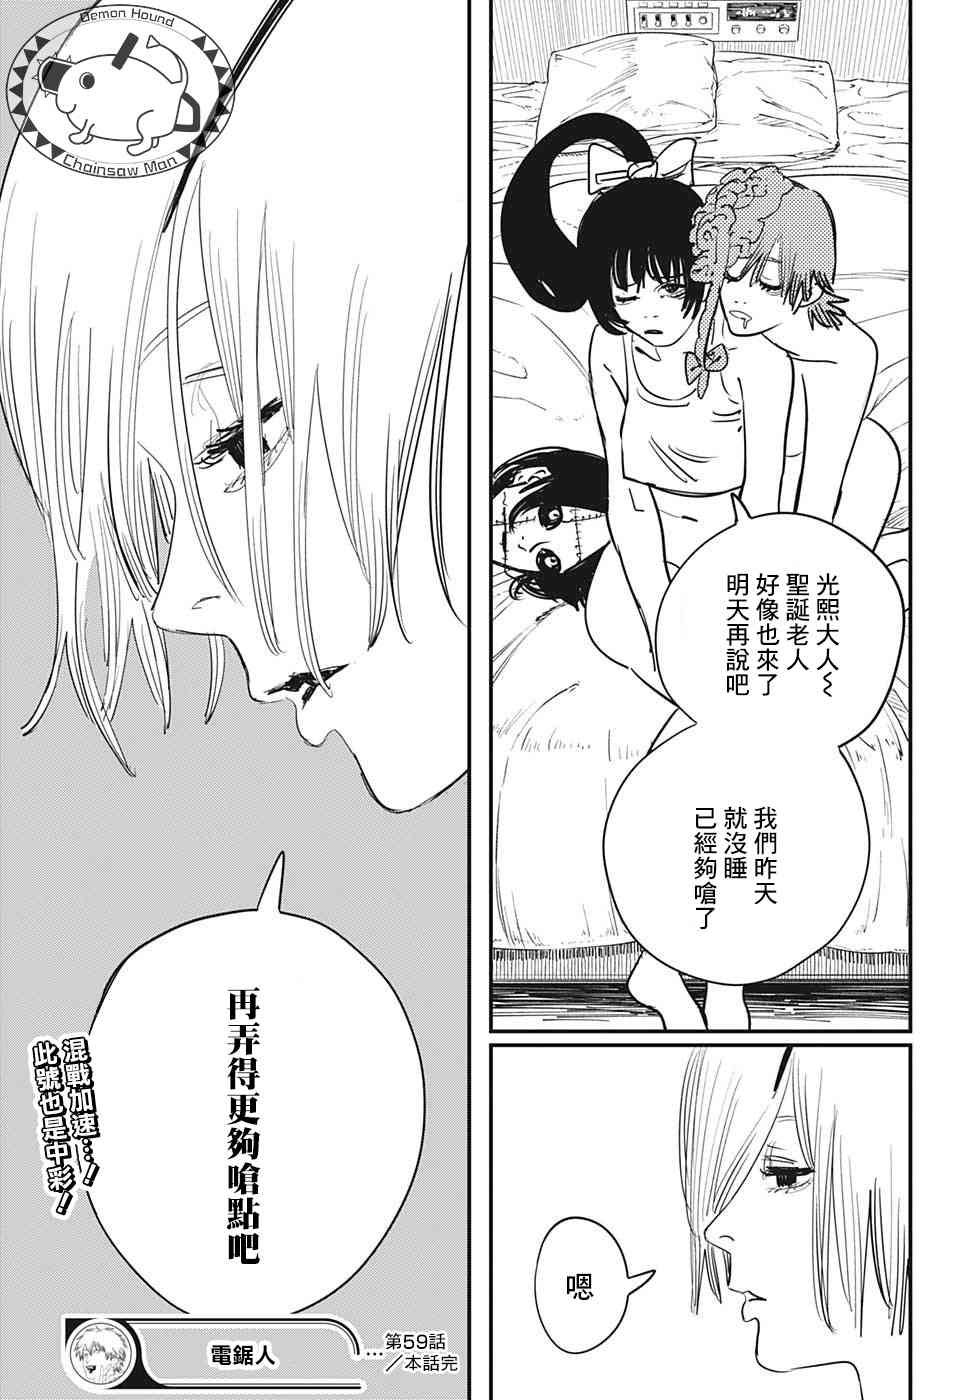 Demon Hound
Chainsaw Man
光熙大人～
聖誕老人
好像也來了
明天再說吧
我們昨天
就沒睡
已經夠嗆了
嗯
再弄得更夠嗆點吧
混戰加速…！
此號也是中彩！
電鋸人
…第59話
／本話完